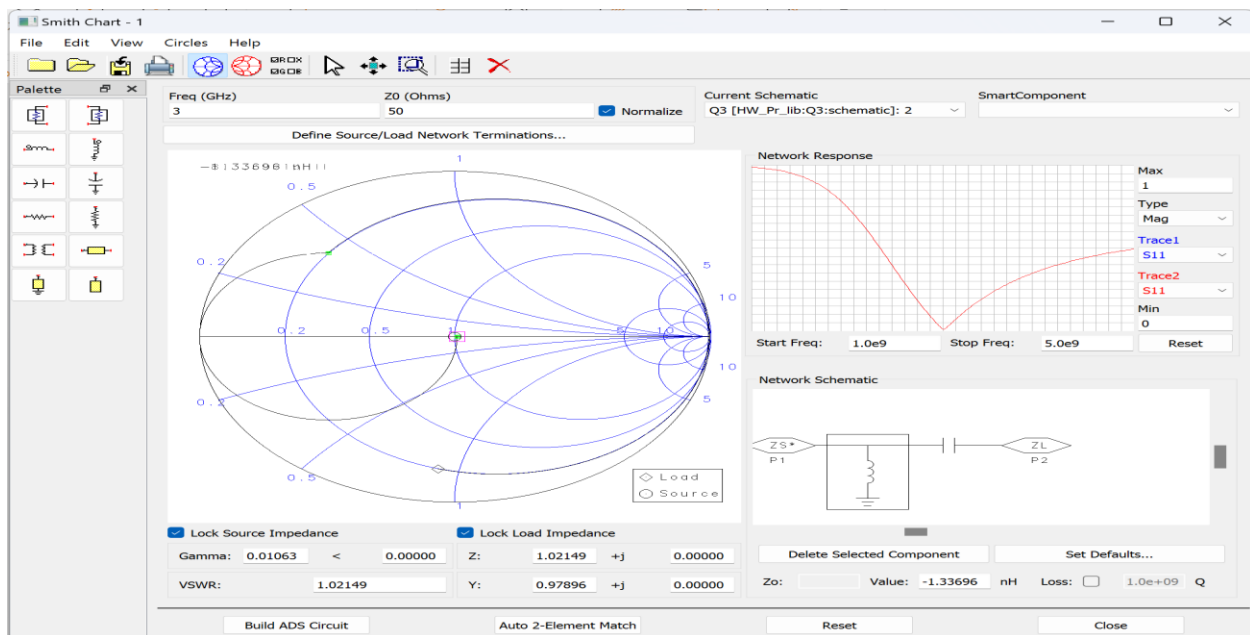 Smith Chart - 1
File Edit View Circles Help
Palette
Freq (GHz) Z0 (Ohms)
3 50 Normalize
Define Source/Load Network Terminations...
Current Schematic SmartComponent
Q3 [HW_Pr_lib:Q3:schematic]: 2
1
0.5
0.2
5
10
0.2 0.5 1 5 10
10
0.2
5
0.5
1
Load
Source
Network Response
Max
1
Type
Mag
Trace1
S11
Trace2
S11
Min
0
Start Freq: 1.0e9 Stop Freq: 5.0e9 Reset
Network Schematic
ZS* ZL
P1 P2
Lock Source Impedance Lock Load Impedance
Gamma: 0.01063 < 0.00000 Z: 1.02149 +j 0.00000
VSWR: 1.02149 Y: 0.97896 +j 0.00000
Delete Selected Component Set Defaults...
Zo: Value: -1.33696 nH Loss: 1.0e+09 Q
Build ADS Circuit Auto 2-Element Match Reset Close